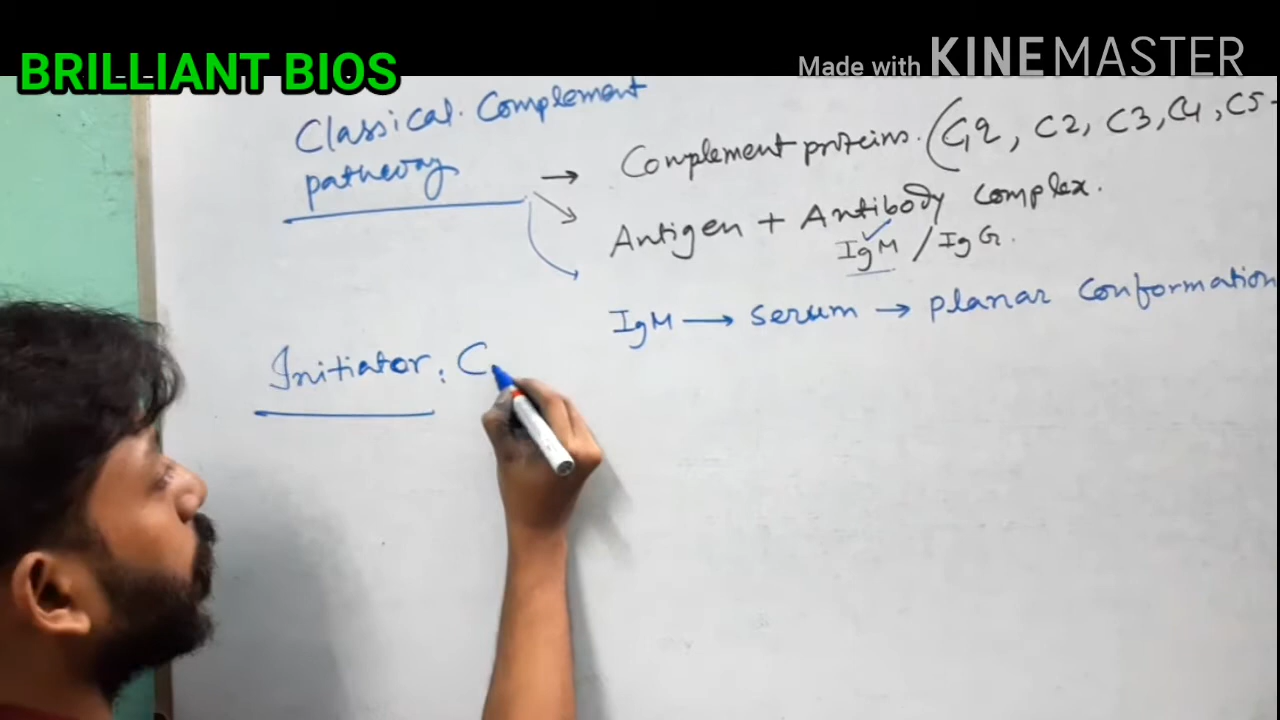 BRILLIANT BIOS
Made with KINEMASTER
Classical Complement
pathway
→ Complement proteins. (C1q, C2, C3, C4, C5-
Antigen + Antibody complex.
IgM / IgG.
IgM → serum → planar conformation
Initiator: C